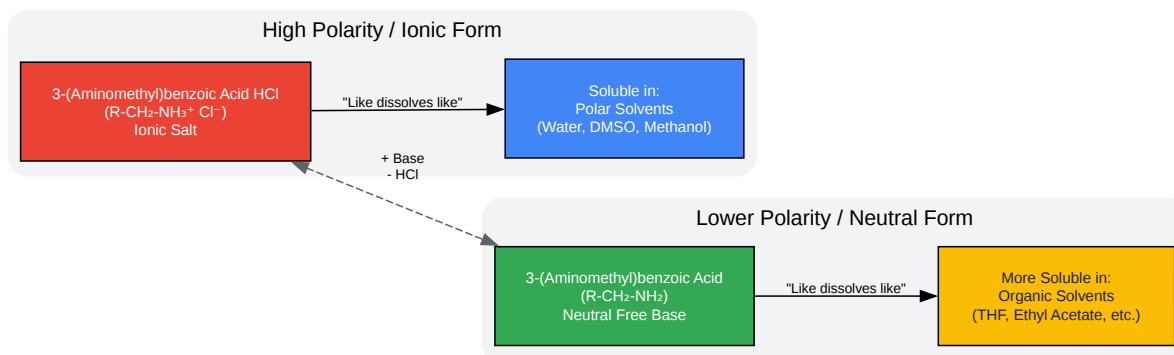 High Polarity / Ionic Form
3-(Aminomethyl)benzoic Acid HCl
(R-CH₂-NH₃⁺ Cl⁻)
Ionic Salt
"Like dissolves like"
Soluble in:
Polar Solvents
(Water, DMSO, Methanol)
+ Base
- HCl
Lower Polarity / Neutral Form
3-(Aminomethyl)benzoic Acid
(R-CH₂-NH₂)
Neutral Free Base
"Like dissolves like"
More Soluble in:
Organic Solvents
(THF, Ethyl Acetate, etc.)